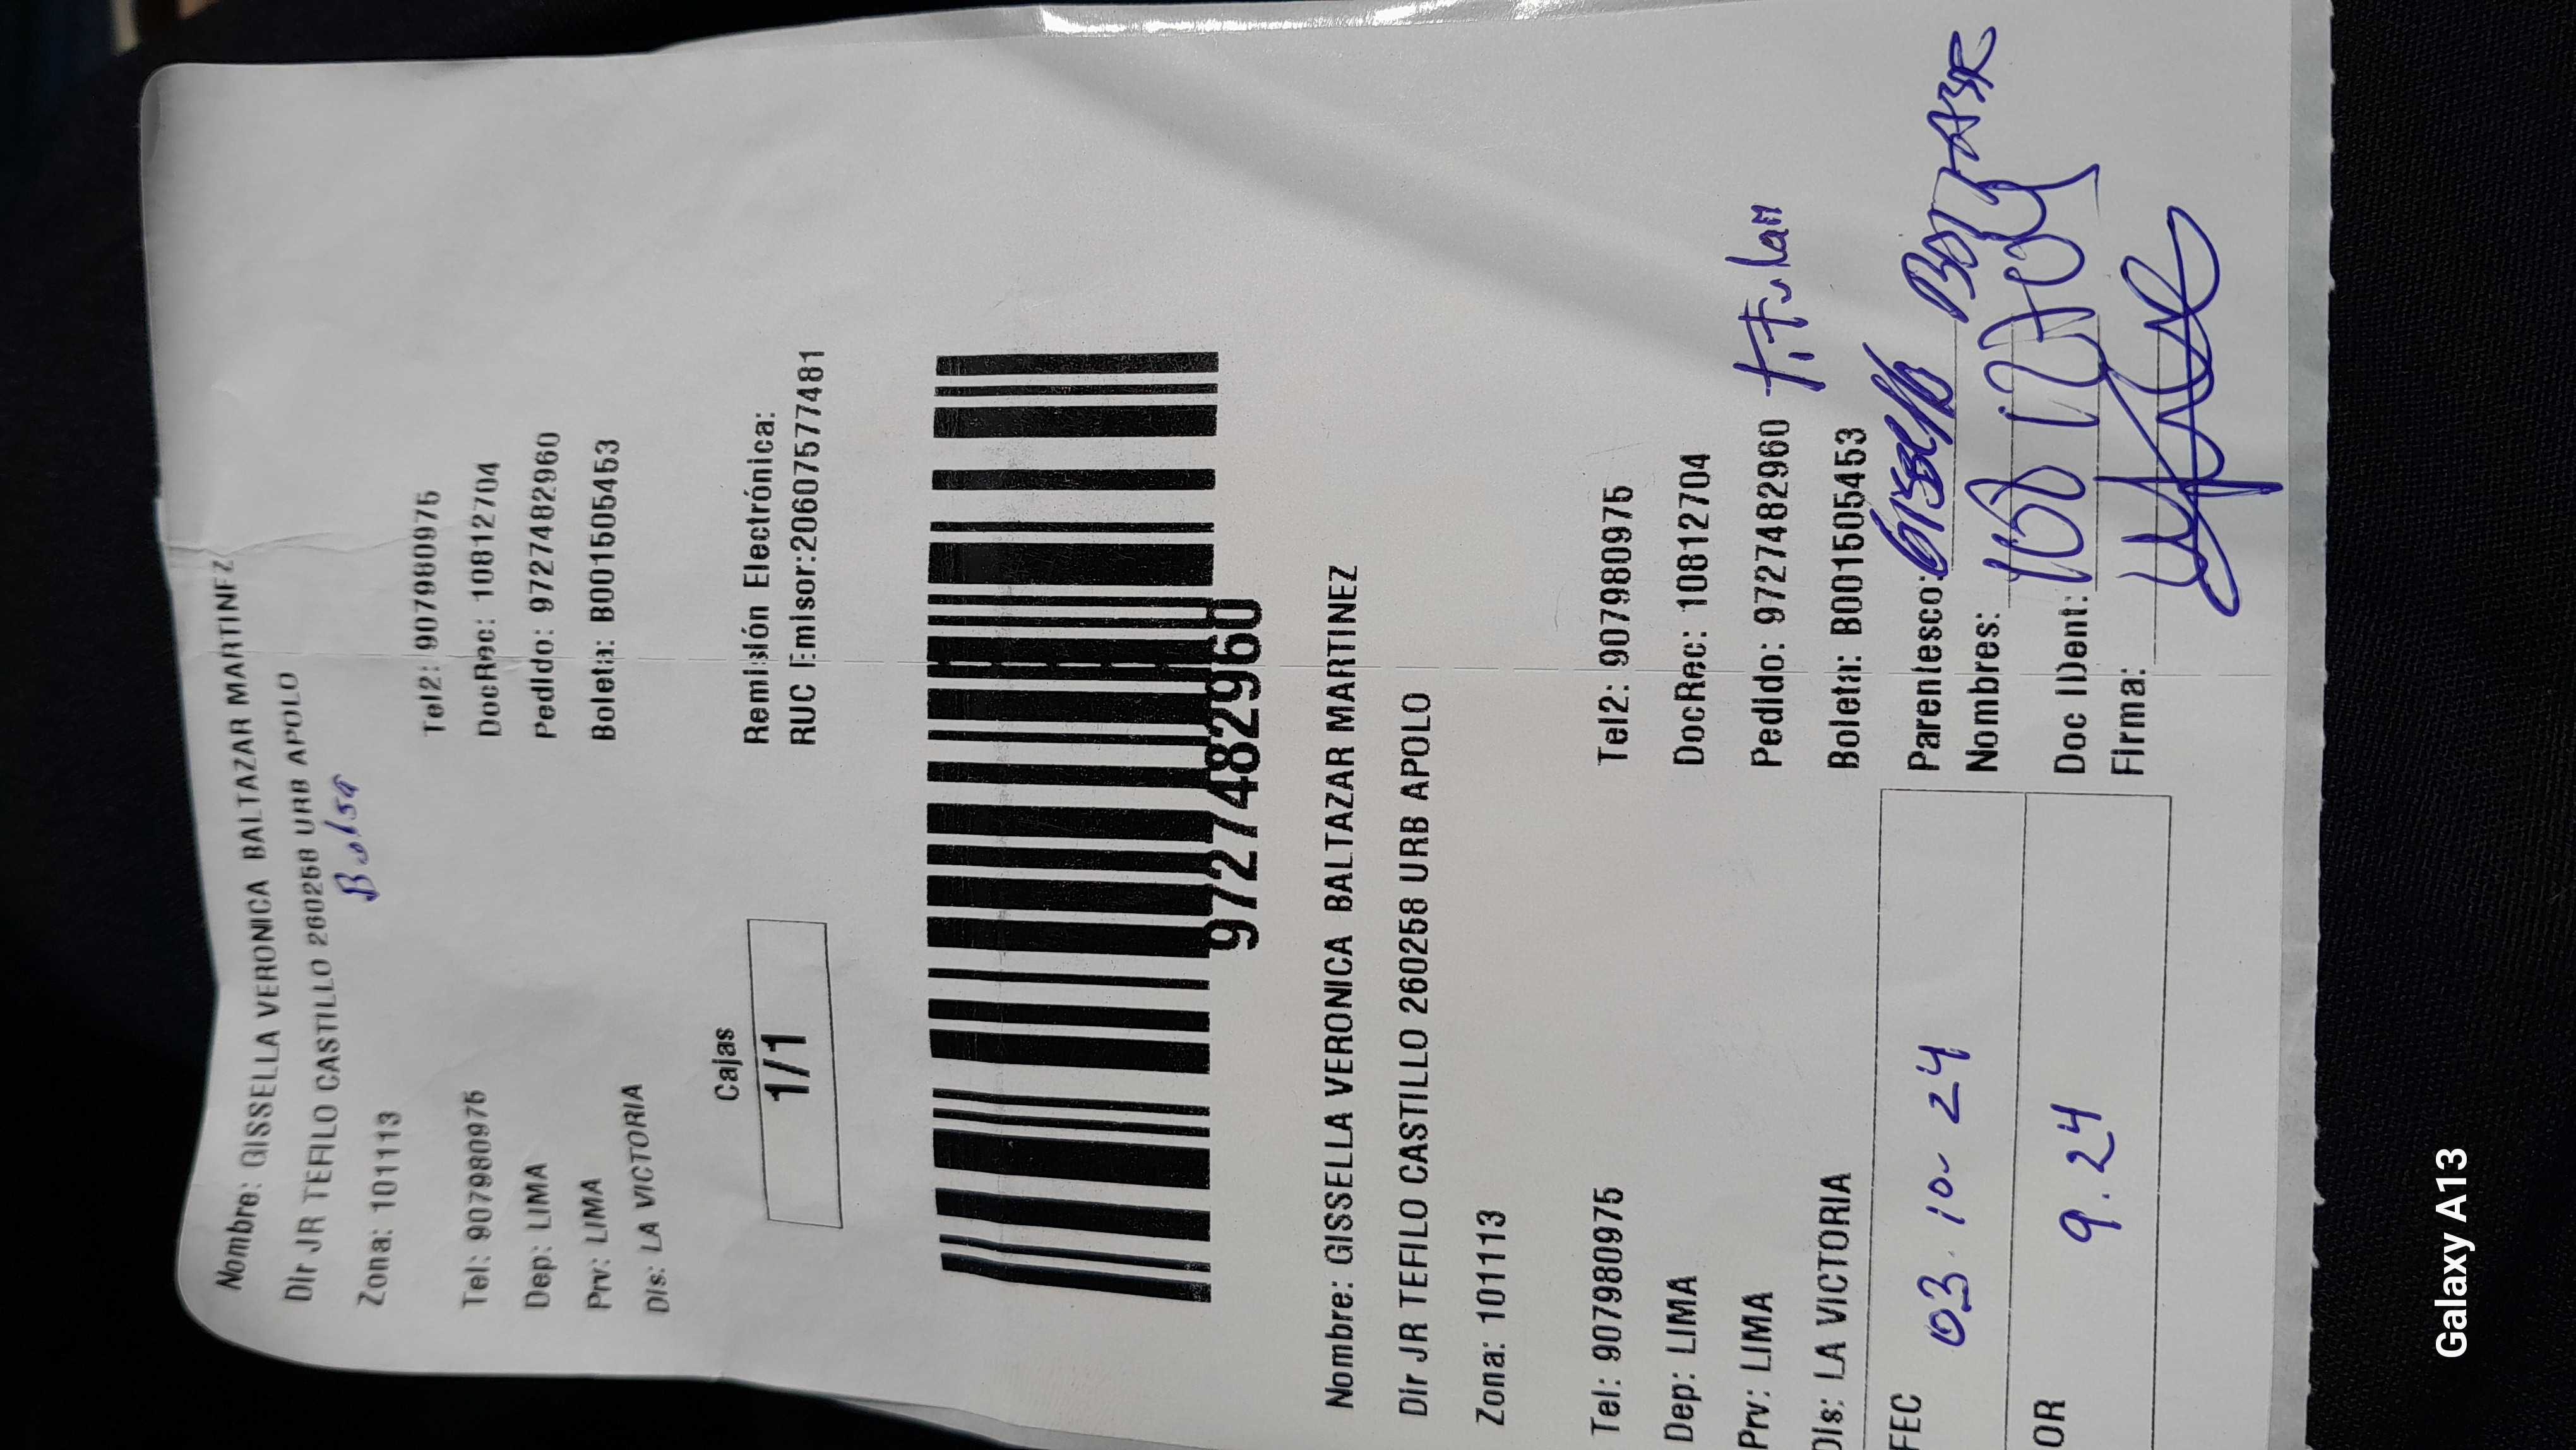 Nombre: GISSELLA VERONICA BALTAZAR MARTINEZ
Dir JR TEFILO CASTILLO 260258 URB APOLO
Bolsa
Zona: 101113
Tel: 907980975 Tel2: 907980975
Dep: LIMA DocRec: 10812704
Prv: LIMA Pedido: 9727482960
Dis: LA VICTORIA Boleta: B001505453
Cajas
1/1
Remisión Electrónica:
RUC Emisor:20607577481
9727482960
Nombre: GISSELLA VERONICA BALTAZAR MARTINEZ
Dir JR TEFILO CASTILLO 260258 URB APOLO
Zona: 101113
Tel: 907980975 Tel2: 907980975
Dep: LIMA DocRec: 10812704
Prv: LIMA Pedido: 9727482960 titular
Dis: LA VICTORIA Boleta: B001505453
FEC 03.10-24
OR 9.24
Parentesco:
Nombres:
Doc IDent:
Firma:
Galaxy A13